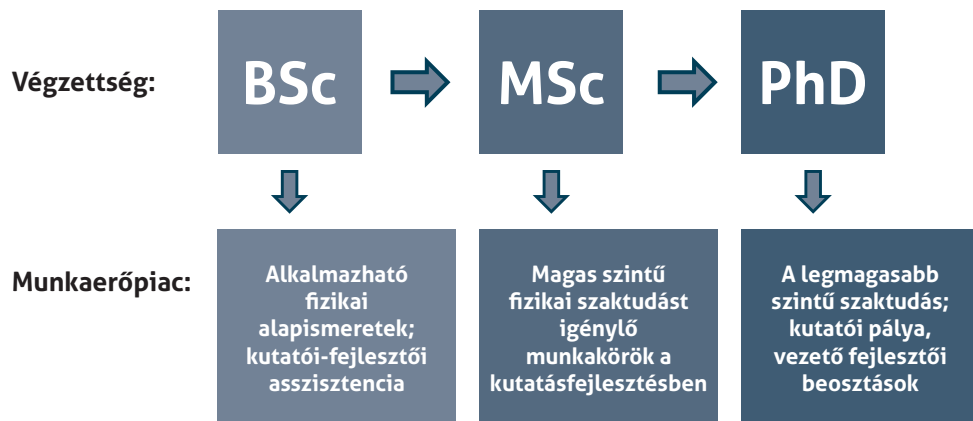 Végzettség:
BSc
MSc
PhD
Munkaerőpiac:
Alkalmazható
fizikai
alapismeretek;
kutatói-fejlesztői
asszisztencia
Magas szintű
fizikai szaktudást
igénylő
munkakörök a
kutatásfejlesztésben
A legmagasabb
szintű szaktudás;
kutatói pálya,
vezető fejlesztői
beosztások